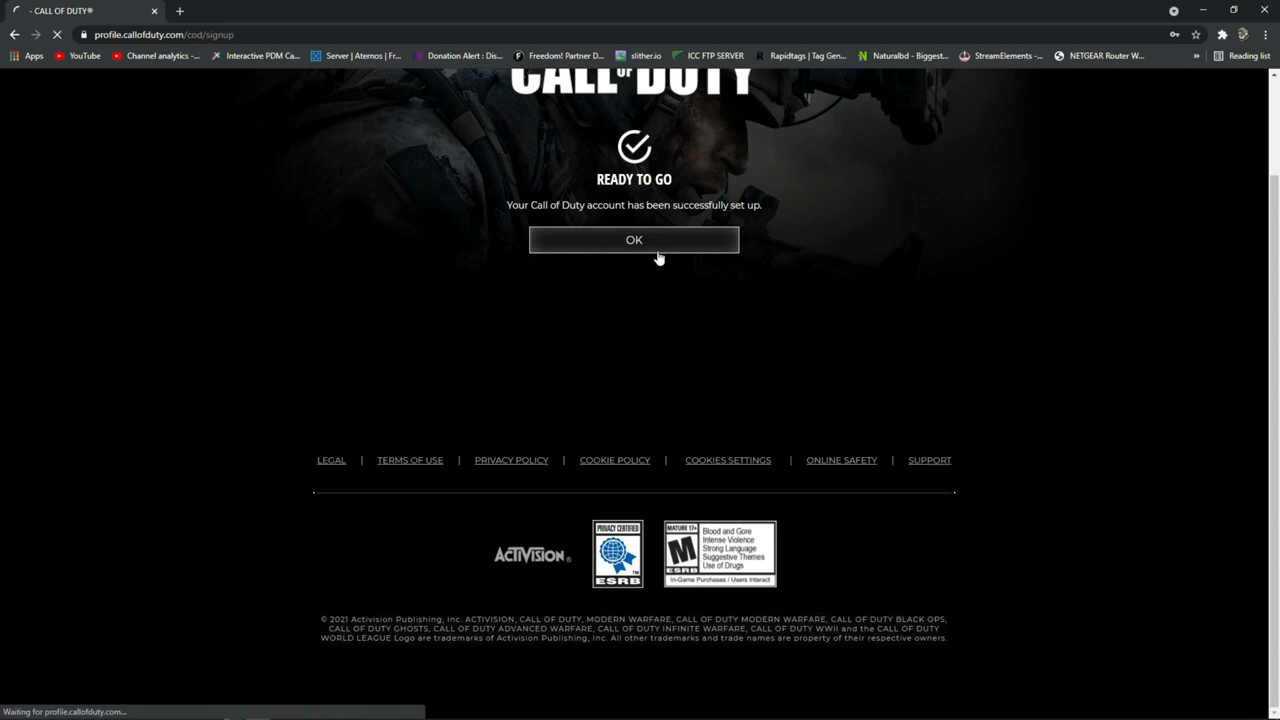 - CALL OF DUTY®
profile.callofduty.com/cod/signup
Apps
YouTube
Channel analytics -...
Interactive PDM Ca...
Server | Aternos | Fr...
Donation Alert : Dis...
Freedom! Partner D...
slither.io
ICC FTP SERVER
Rapidtags | Tag Gen...
Naturalbd - Biggest...
StreamElements -...
NETGEAR Router W...
»
Reading list
CALL OF DUTY
READY TO GO
Your Call of Duty account has been successfully set up.
OK
LEGAL | TERMS OF USE | PRIVACY POLICY | COOKIE POLICY | COOKIES SETTINGS | ONLINE SAFETY | SUPPORT
ACTIVISION®
PRIVACY CERTIFIED
ESRB
MATURE 17+
M
ESRB
Blood and Gore
Intense Violence
Strong Language
Suggestive Themes
Use of Drugs
In-Game Purchases / Users Interact
© 2021 Activision Publishing, Inc. ACTIVISION, CALL OF DUTY, MODERN WARFARE, CALL OF DUTY MODERN WARFARE, CALL OF DUTY BLACK OPS,
CALL OF DUTY GHOSTS, CALL OF DUTY ADVANCED WARFARE, CALL OF DUTY INFINITE WARFARE, CALL OF DUTY WWII and the CALL OF DUTY
WORLD LEAGUE Logo are trademarks of Activision Publishing, Inc. All other trademarks and trade names are property of their respective owners.
Waiting for profile.callofduty.com...